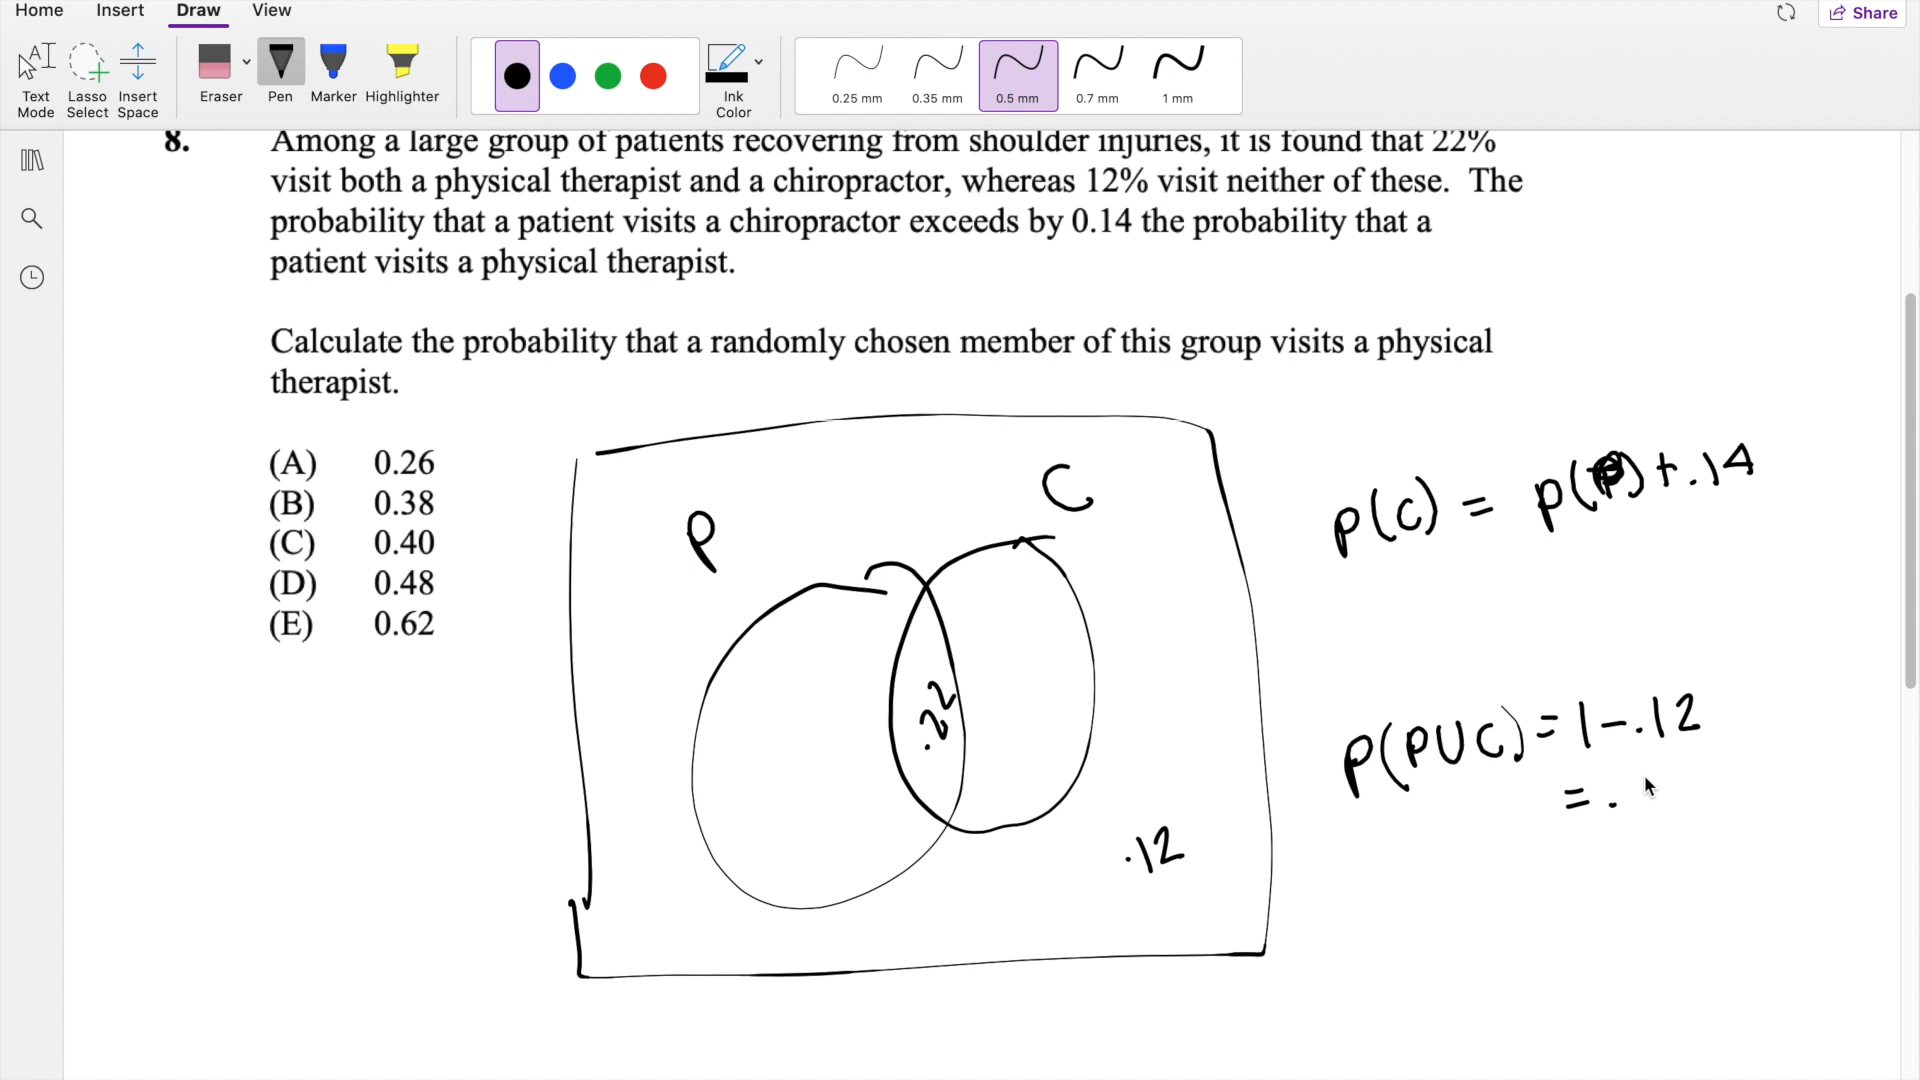 Home Insert Draw View
Share
Text Mode
Lasso Select
Insert Space
Eraser
Pen
Marker
Highlighter
Ink Color
0.25 mm
0.35 mm
0.5 mm
0.7 mm
1 mm
8. Among a large group of patients recovering from shoulder injuries, it is found that 22%
visit both a physical therapist and a chiropractor, whereas 12% visit neither of these. The
probability that a patient visits a chiropractor exceeds by 0.14 the probability that a
patient visits a physical therapist.
Calculate the probability that a randomly chosen member of this group visits a physical
therapist.
(A) 0.26
(B) 0.38
(C) 0.40
(D) 0.48
(E) 0.62
P
C
.22
.12
P(C) = P(P) + .14
P(P∪C) = 1 - .12
= .